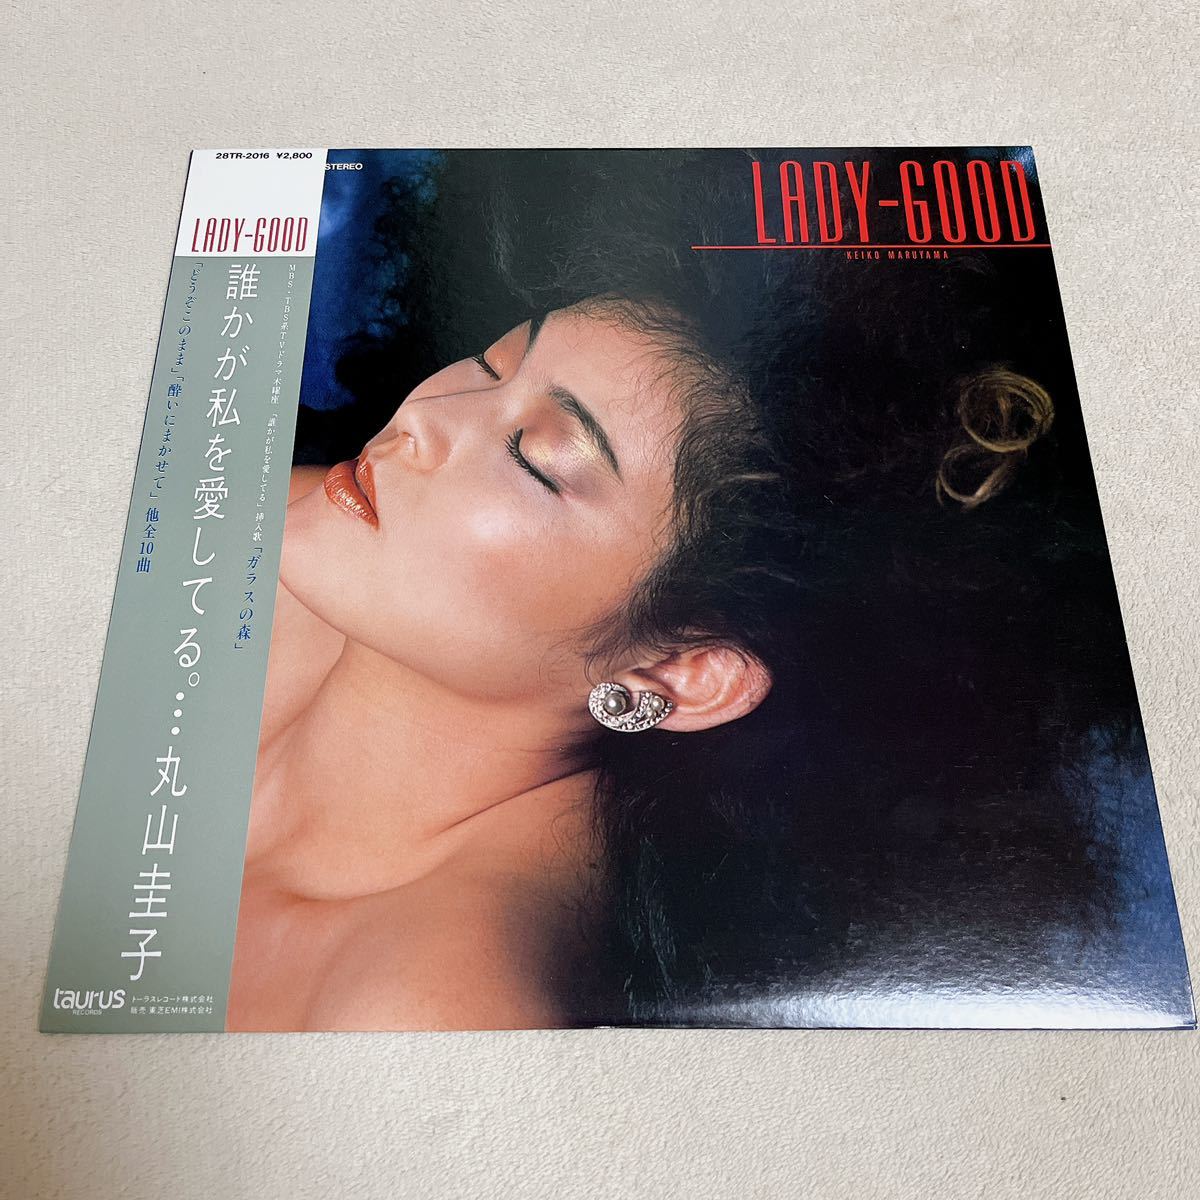 28TR-2016 ¥2,800
STEREO
LADY-GOOD
KEIKO MARUYAMA
LADY-GOOD
MBS・TBS系TVドラマ木曜座「誰かが私を愛してる」挿入歌「ガラスの森」
誰かが私を愛してる。…丸山圭子
「どうぞこのまま」「酔いにまかせて」他全10曲
taurus
RECORDS
トーラスレコード株式会社
販売 東芝EMI株式会社